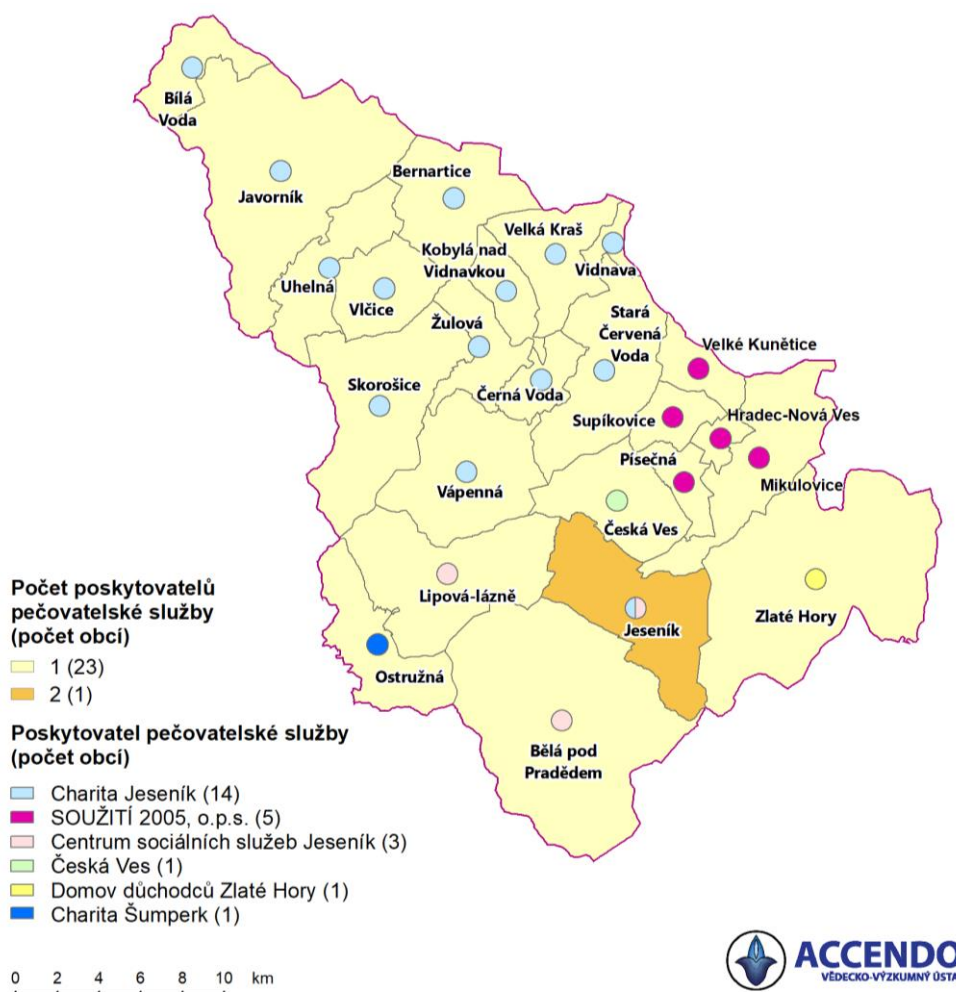 Bílá
Voda
Javorník
Bernartice
Velká Kraš
Kobylá nad
Vidnavkou
Vidnava
Uhelná
Vlčice
Stará
Červená
Voda
Žulová
Velké Kunětice
Skorošice
Černá Voda
Supíkovice
Hradec-Nová Ves
Písečná
Mikulovice
Vápenná
Česká Ves
Lipová-lázně
Zlaté Hory
Jeseník
Ostružná
Bělá pod
Pradědem
Počet poskytovatelů
pečovatelské služby
(počet obcí)
1 (23)
2 (1)
Poskytovatel pečovatelské služby
(počet obcí)
Charita Jeseník (14)
SOUŽITÍ 2005, o.p.s. (5)
Centrum sociálních služeb Jeseník (3)
Česká Ves (1)
Domov důchodců Zlaté Hory (1)
Charita Šumperk (1)
0 2 4 6 8 10 km
ACCENDO
VĚDECKO-VÝZKUMNÝ ÚSTA